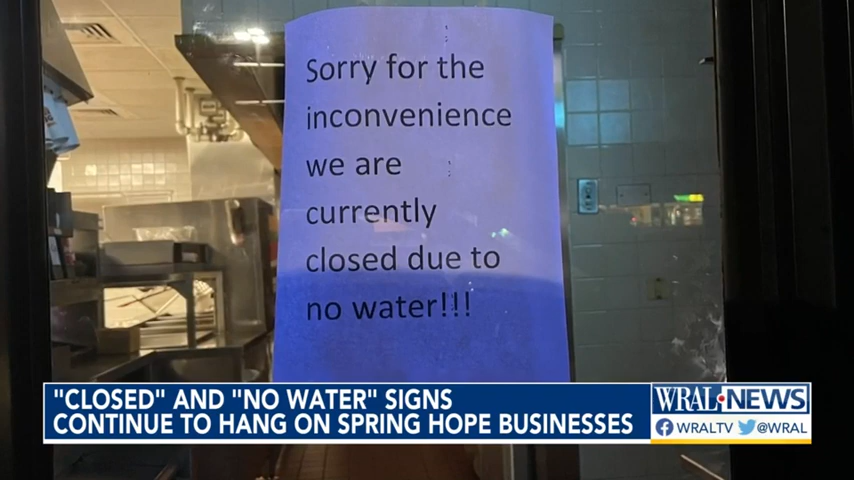 Sorry for the
inconvenience
we are
currently
closed due to
no water!!!
"CLOSED" AND "NO WATER" SIGNS
CONTINUE TO HANG ON SPRING HOPE BUSINESSES
WRAL NEWS
WRALTV @WRAL